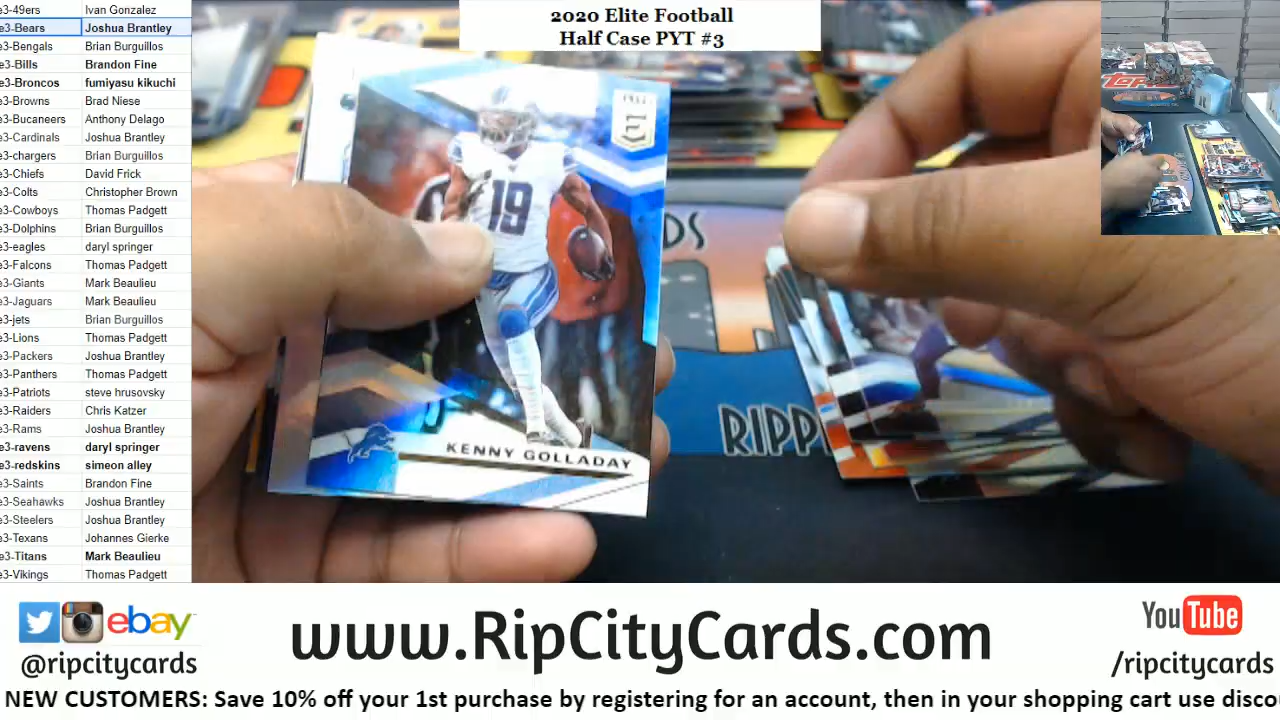 2020 Elite Football
Half Case PYT #3
e3-49ers Ivan Gonzalez
e3-Bears Joshua Brantley
e3-Bengals Brian Burguillos
e3-Bills Brandon Fine
e3-Broncos fumiyasu kikuchi
e3-Browns Brad Niese
e3-Bucaneers Anthony Delago
e3-Cardinals Joshua Brantley
e3-chargers Brian Burguillos
e3-Chiefs David Frick
e3-Colts Christopher Brown
e3-Cowboys Thomas Padgett
e3-Dolphins Brian Burguillos
e3-eagles daryl springer
e3-Falcons Thomas Padgett
e3-Giants Mark Beaulieu
e3-Jaguars Mark Beaulieu
e3-jets Brian Burguillos
e3-Lions Thomas Padgett
e3-Packers Joshua Brantley
e3-Panthers Thomas Padgett
e3-Patriots steve hrusovsky
e3-Raiders Chris Katzer
e3-Rams Joshua Brantley
e3-ravens daryl springer
e3-redskins simeon alley
e3-Saints Brandon Fine
e3-Seahawks Joshua Brantley
e3-Steelers Joshua Brantley
e3-Texans Johannes Gierke
e3-Titans Mark Beaulieu
e3-Vikings Thomas Padgett
19
KENNY GOLLADAY
DS
RIPP
TOPPS
ebay
@ripcitycards
www.RipCityCards.com
YouTube
/ripcitycards
NEW CUSTOMERS: Save 10% off your 1st purchase by registering for an account, then in your shopping cart use disco